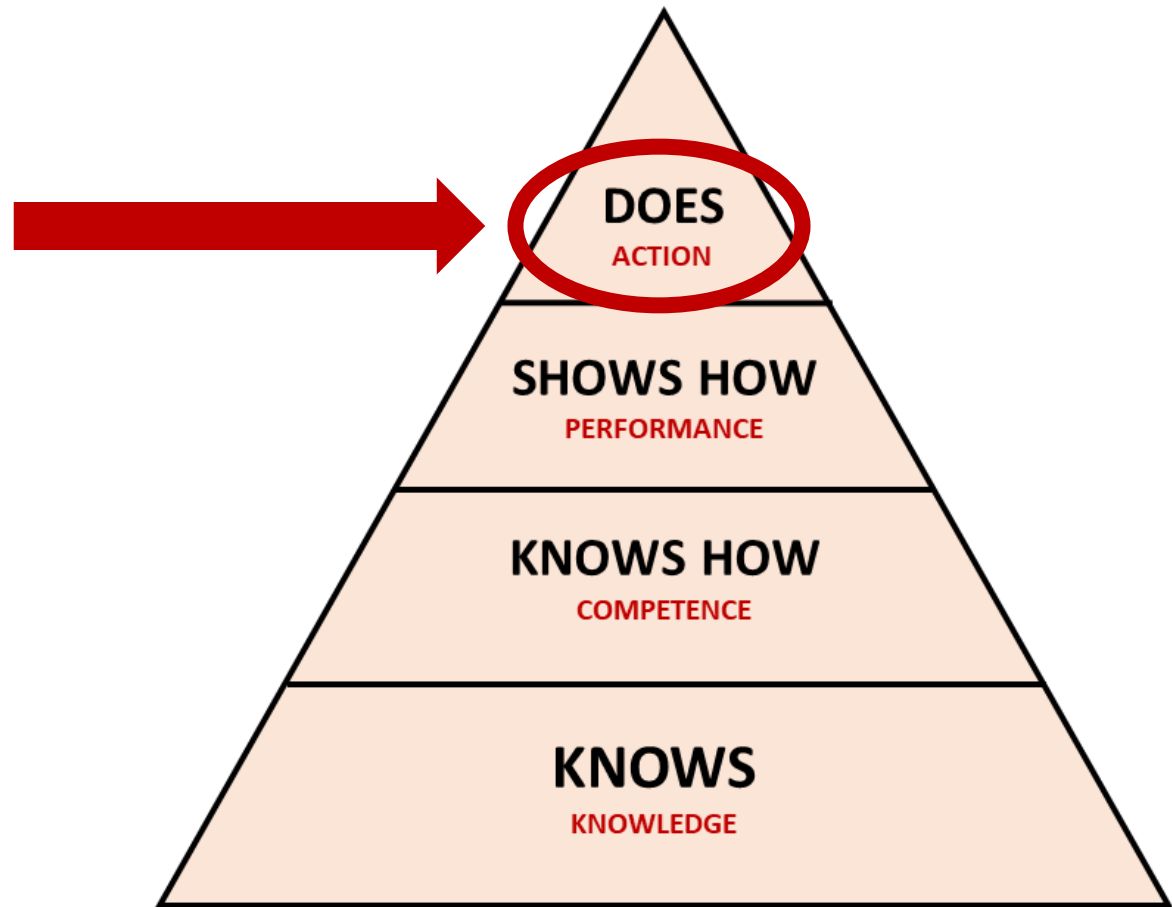 DOES
ACTION
SHOWS HOW
PERFORMANCE
KNOWS HOW
COMPETENCE
KNOWS
KNOWLEDGE